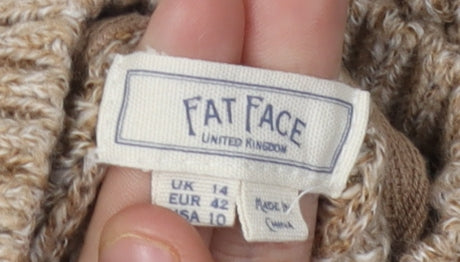 FAT FACE
UNITED KINGDOM
UK 14
EUR 42
USA 10
MADE IN
CHINA